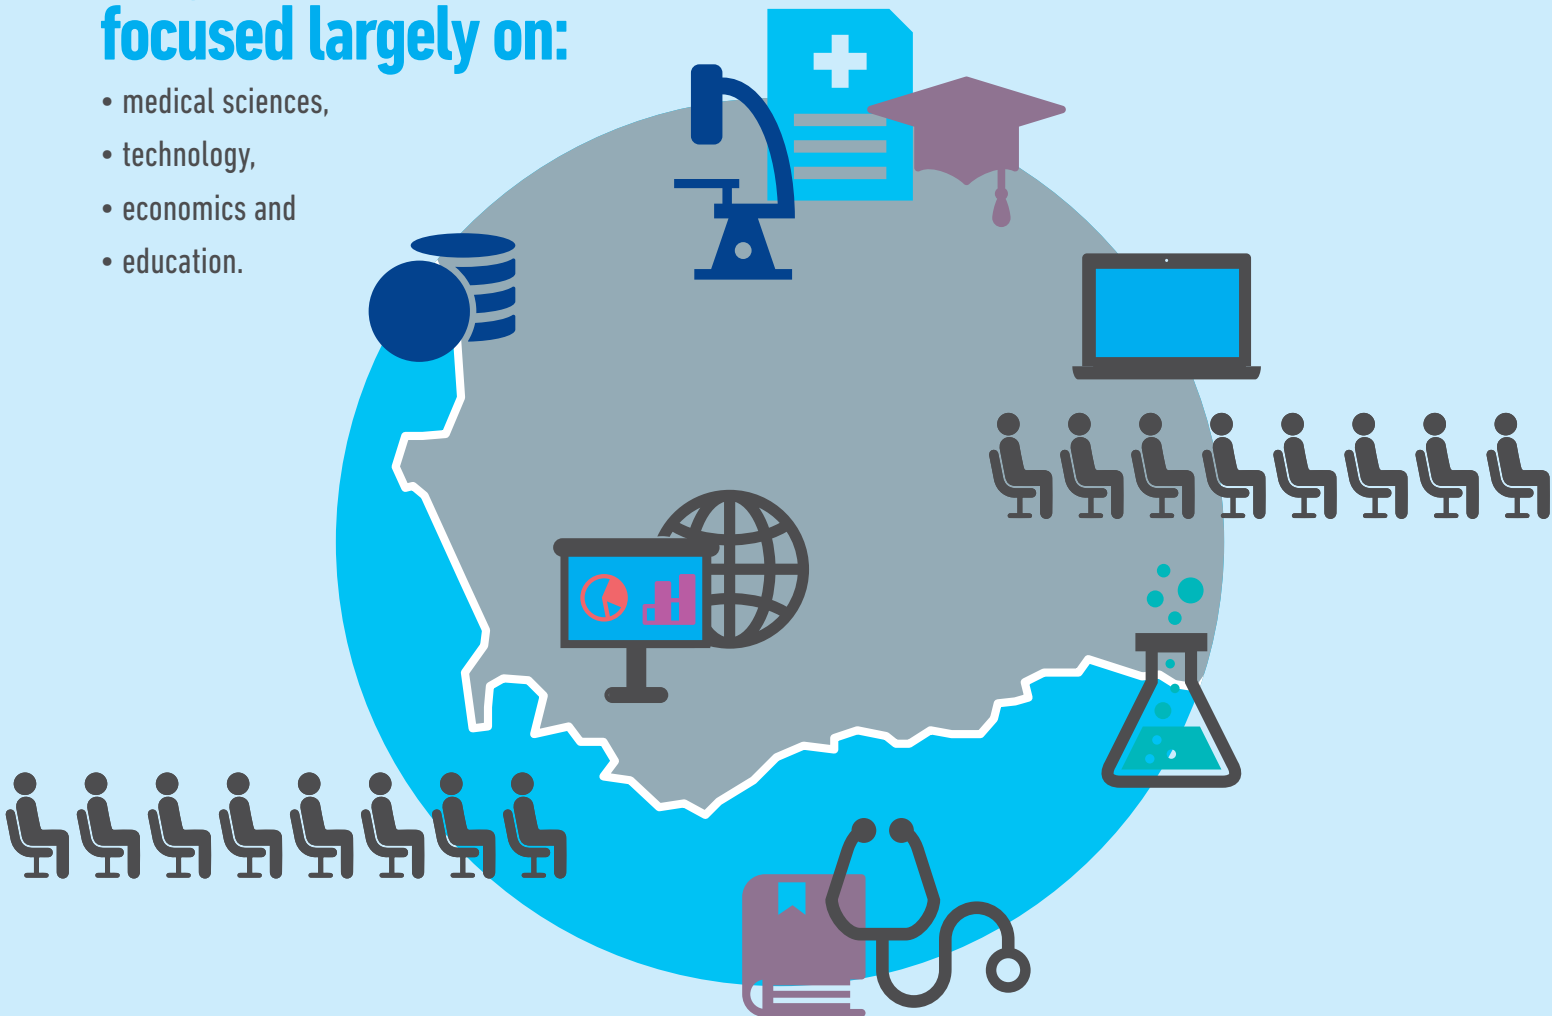 focused largely on:
• medical sciences,
• technology,
• economics and
• education.